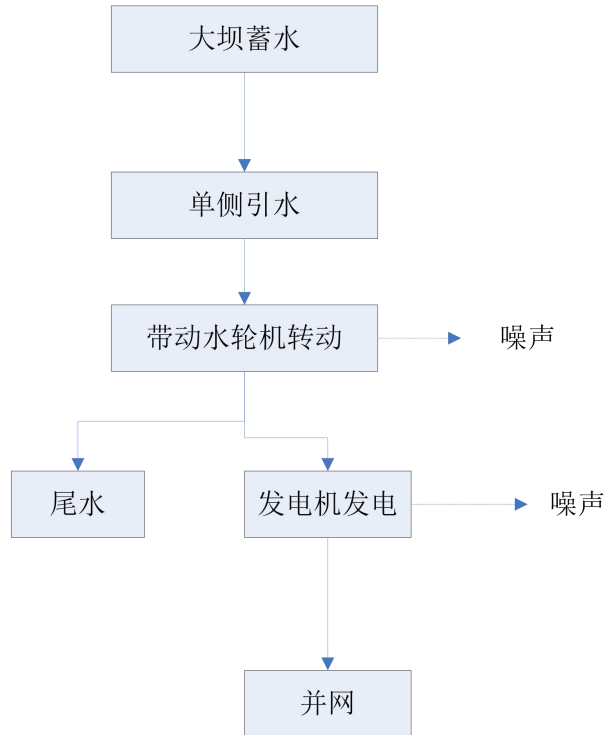 大坝蓄水
单侧引水
带动水轮机转动
噪声
尾水
发电机发电
噪声
并网